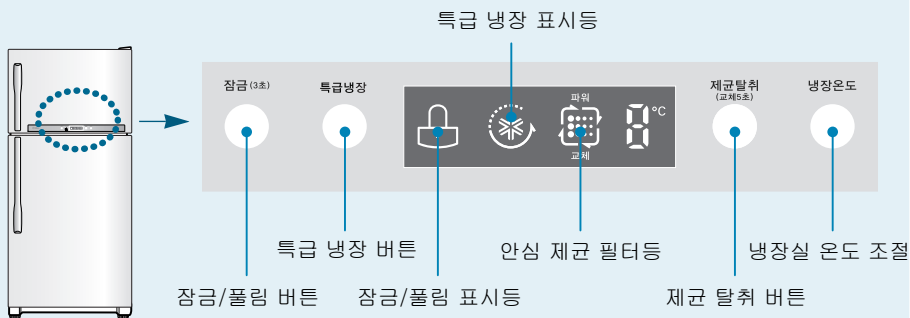 특급 냉장 표시등
잠금 (3초)
특급냉장
파워
교체
°C
제균탈취
(교체5초)
냉장온도
특급 냉장 버튼
안심 제균 필터등
냉장실 온도 조절
잠금/풀림 버튼
잠금/풀림 표시등
제균 탈취 버튼